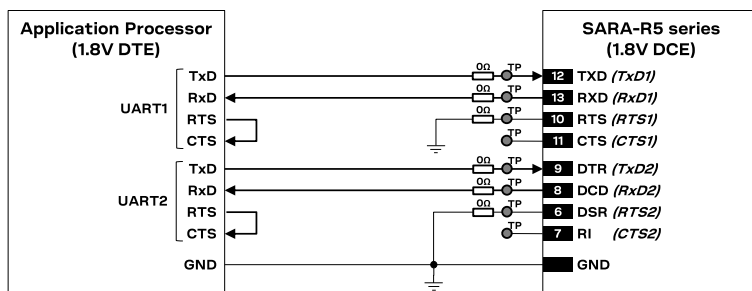 Application Processor
(1.8V DTE)
SARA-R5 series
(1.8V DCE)
UART1
TxD
0Ω
TP
12
TXD (TxD1)
RxD
0Ω
TP
13
RXD (RxD1)
RTS
0Ω
TP
10
RTS (RTS1)
CTS
TP
11
CTS (CTS1)
UART2
TxD
0Ω
TP
9
DTR (TxD2)
RxD
0Ω
TP
8
DCD (RxD2)
RTS
0Ω
TP
6
DSR (RTS2)
CTS
TP
7
RI (CTS2)
GND
GND